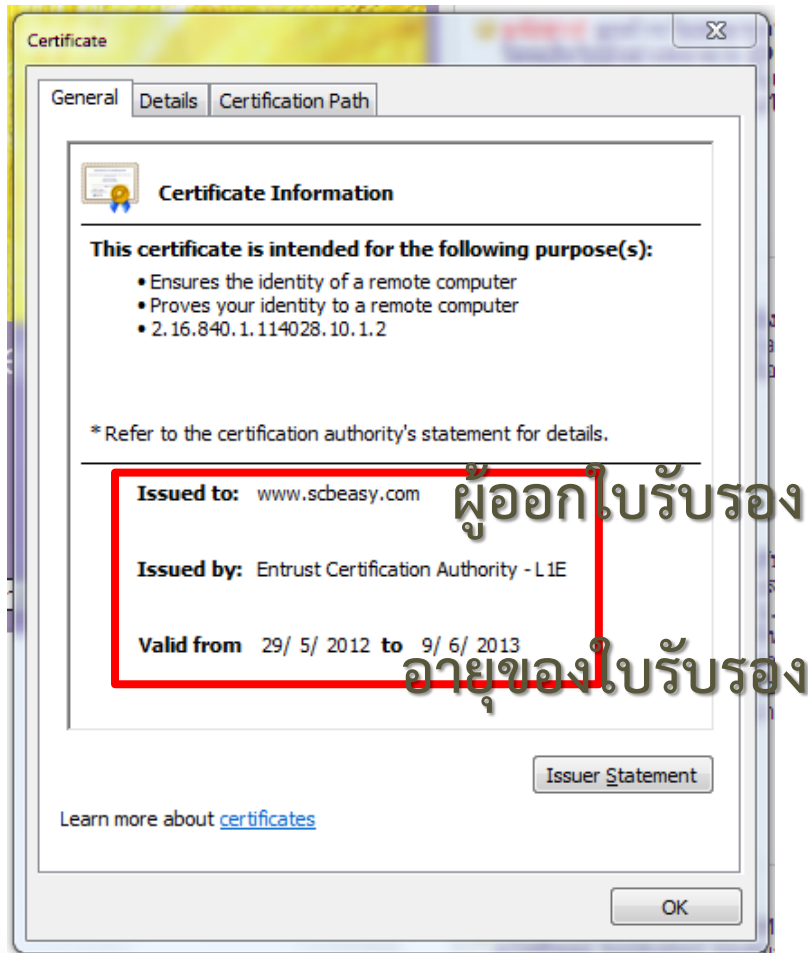 Certificate
General Details Certification Path
Certificate Information
This certificate is intended for the following purpose(s):
• Ensures the identity of a remote computer
• Proves your identity to a remote computer
• 2.16.840.1.114028.10.1.2
* Refer to the certification authority's statement for details.
Issued to: www.scbeasy.com
ผู้ออกใบรับรอง
Issued by: Entrust Certification Authority - L1E
Valid from 29/ 5/ 2012 to 9/ 6/ 2013
อายุของใบรับรอง
Issuer Statement
Learn more about certificates
OK